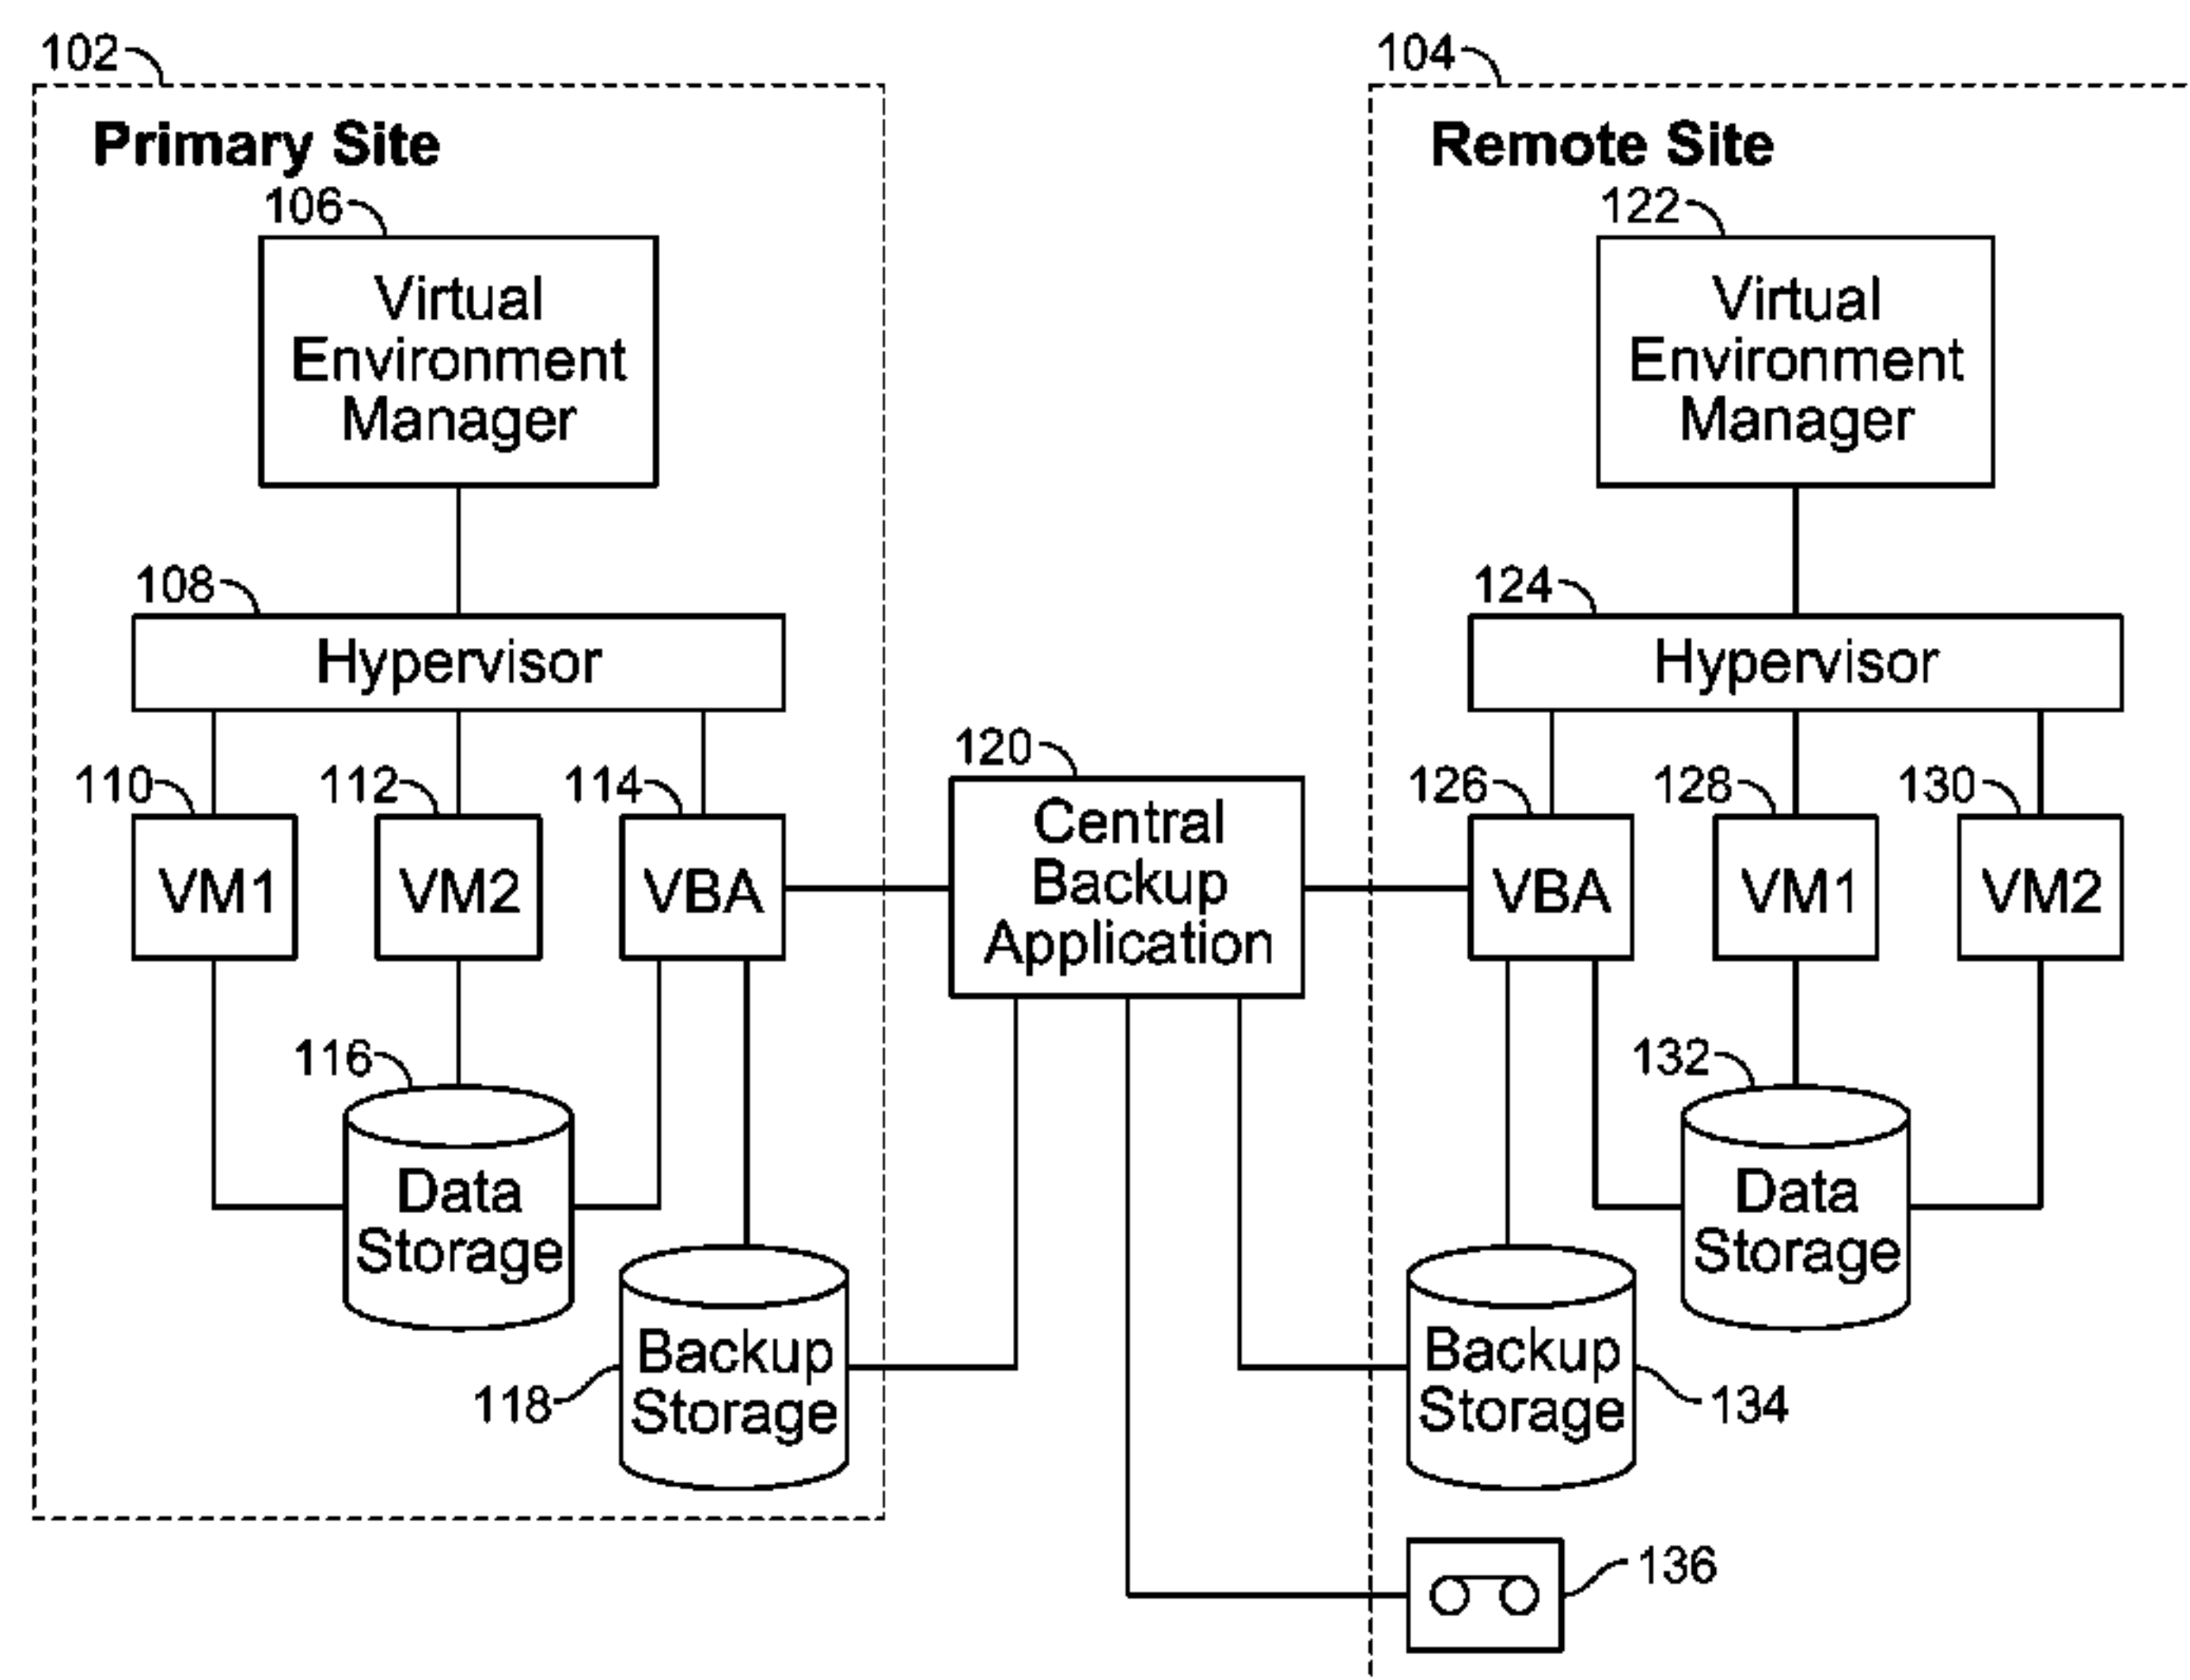 102
104
Primary Site
Remote Site
106
122
Virtual
Environment
Manager
Virtual
Environment
Manager
108
124
Hypervisor
Hypervisor
110
112
114
120
126
128
130
VM1
VM2
VBA
Central
Backup
Application
VBA
VM1
VM2
116
132
Data
Storage
Data
Storage
118
Backup
Storage
Backup
Storage
134
136